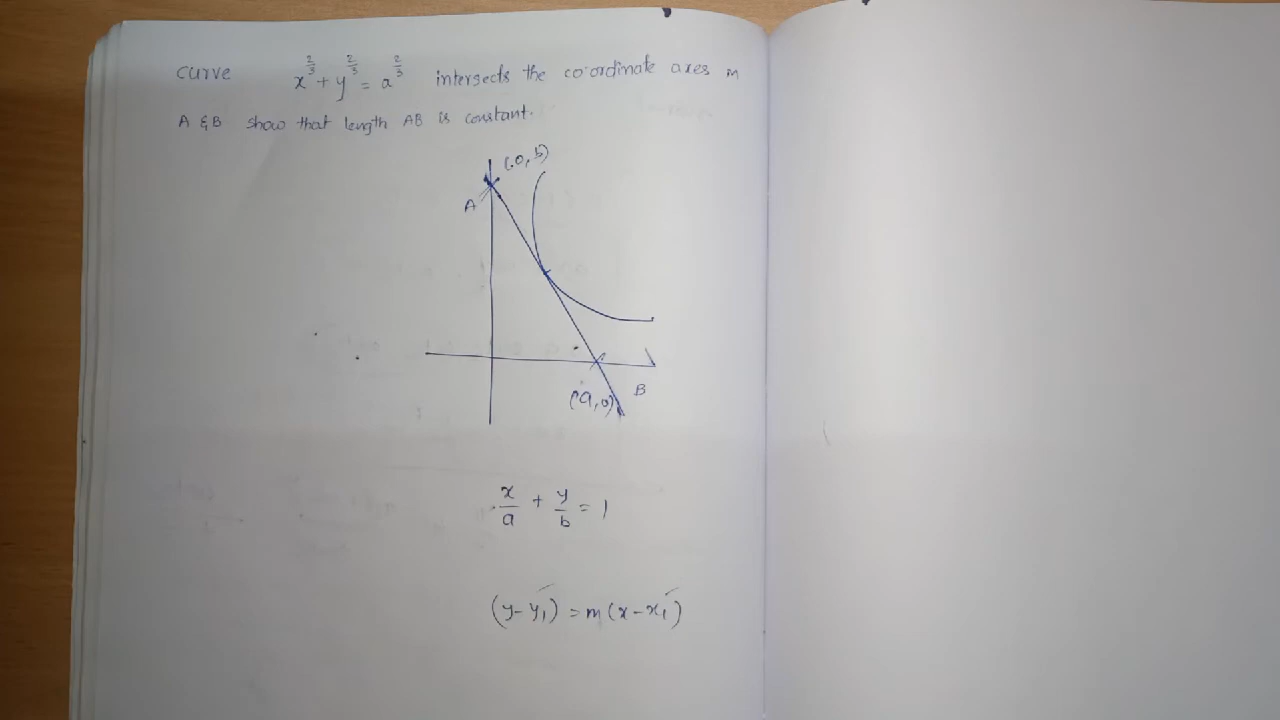 curve x^{2/3} + y^{2/3} = a^{2/3} intersects the co-ordinate axes in
A & B show that length AB is constant.
(0, b)
A
B
(a, 0)
x/a + y/b = 1
(y - y₁) = m (x - x₁)